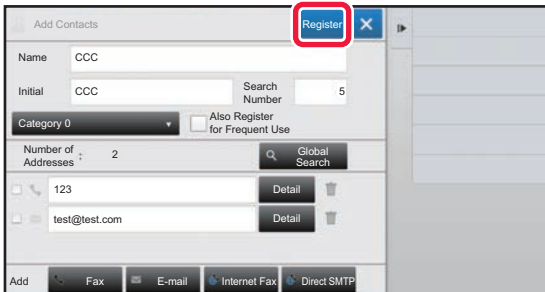 Add Contacts Register
Name CCC
Initial CCC Search Number 5
Category 0 Also Register for Frequent Use
Number of Addresses : 2 Global Search
123 Detail
test@test.com Detail
Add Fax E-mail Internet Fax Direct SMTP